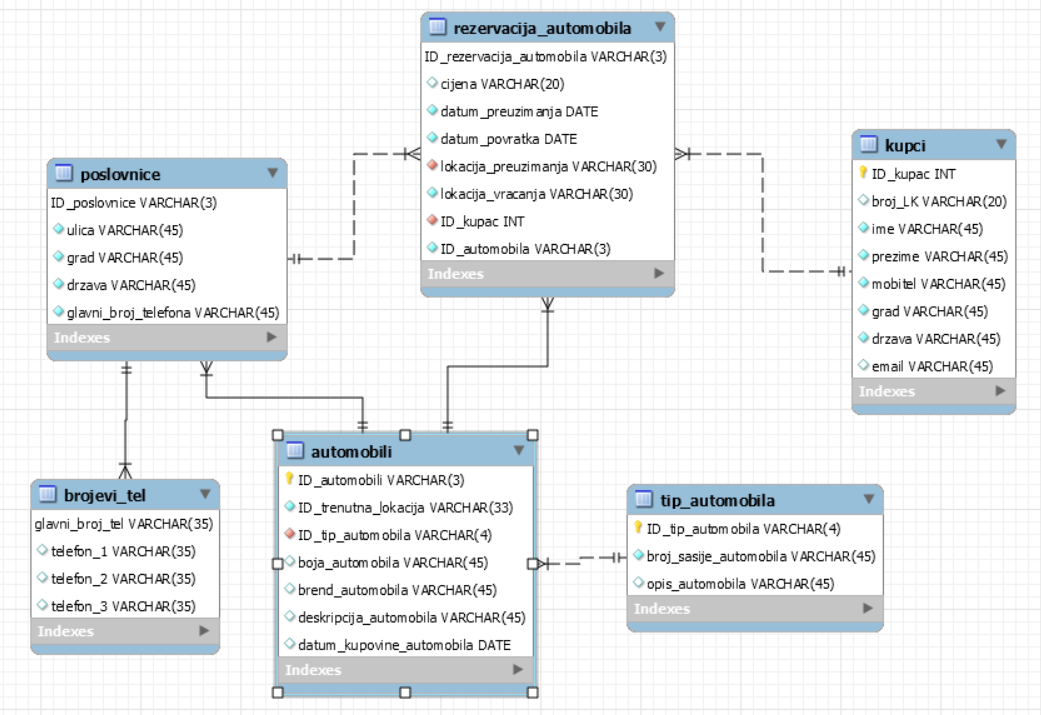 rezervacija_automobila
ID_rezervacija_automobila VARCHAR(3)
cijena VARCHAR(20)
datum_preuzimanja DATE
datum_povratka DATE
lokacija_preuzimanja VARCHAR(30)
lokacija_vracanja VARCHAR(30)
ID_kupac INT
ID_automobila VARCHAR(3)
Indexes
poslovnice
ID_poslovnice VARCHAR(3)
ulica VARCHAR(45)
grad VARCHAR(45)
drzava VARCHAR(45)
glavni_broj_telefona VARCHAR(45)
Indexes
kupci
ID_kupac INT
broj_LK VARCHAR(20)
ime VARCHAR(45)
prezime VARCHAR(45)
mobitel VARCHAR(45)
grad VARCHAR(45)
drzava VARCHAR(45)
email VARCHAR(45)
Indexes
brojevi_tel
glavni_broj_tel VARCHAR(35)
telefon_1 VARCHAR(35)
telefon_2 VARCHAR(35)
telefon_3 VARCHAR(35)
Indexes
automobili
ID_automobili VARCHAR(3)
ID_trenutna_lokacija VARCHAR(33)
ID_tip_automobila VARCHAR(4)
boja_automobila VARCHAR(45)
brend_automobila VARCHAR(45)
deskripcija_automobila VARCHAR(45)
datum_kupovine_automobila DATE
Indexes
tip_automobila
ID_tip_automobila VARCHAR(4)
broj_sasije_automobila VARCHAR(45)
opis_automobila VARCHAR(45)
Indexes